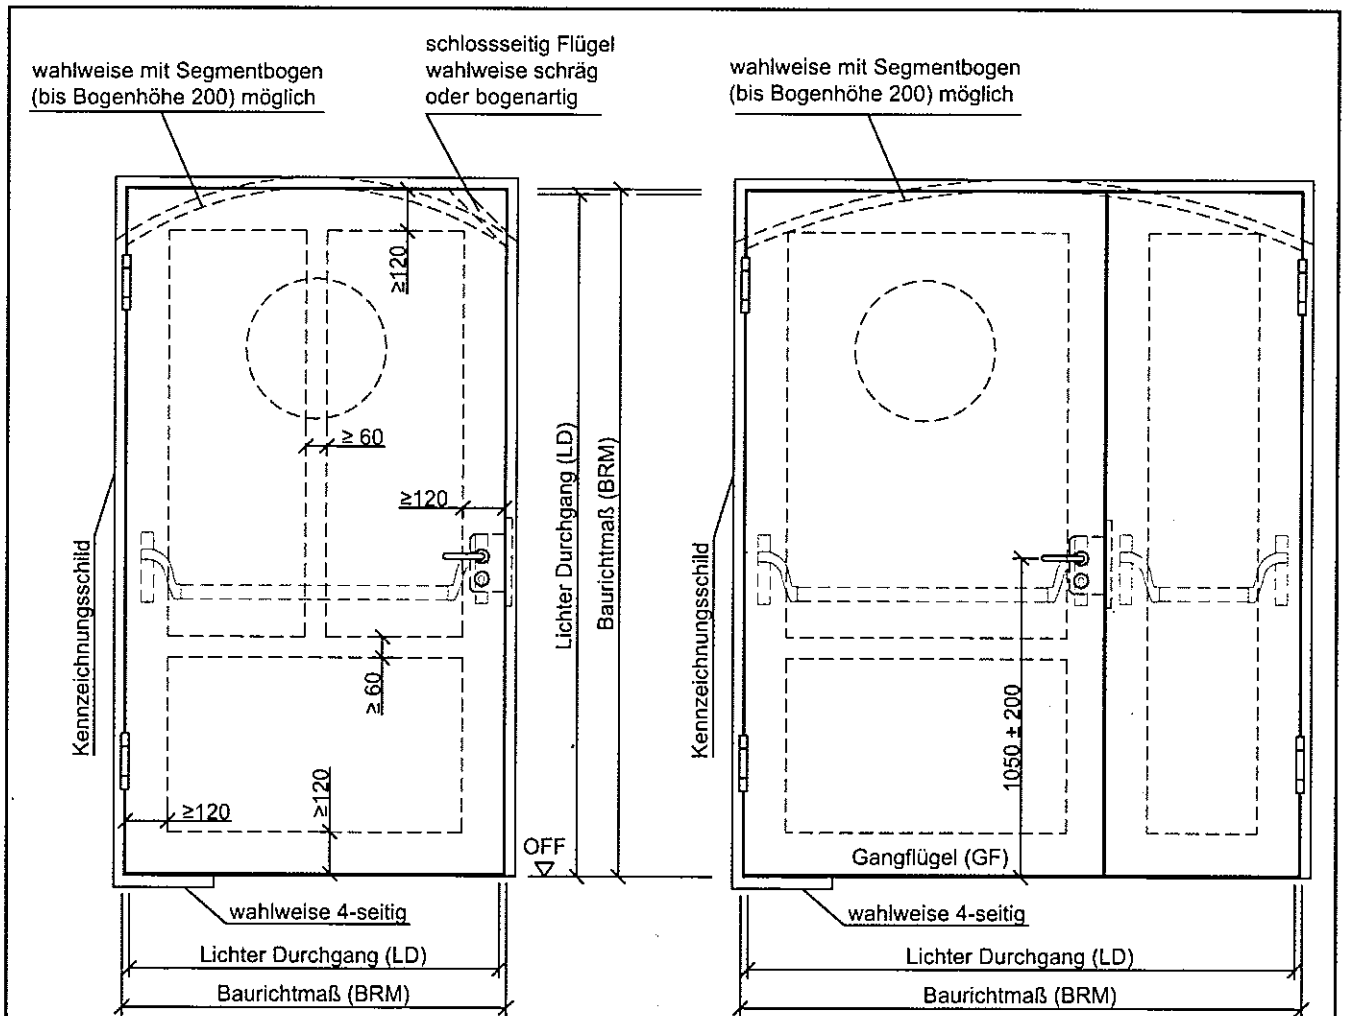 wahlweise mit Segmentbogen
(bis Bogenhöhe 200) möglich
schlossseitig Flügel
wahlweise schräg
oder bogenartig
wahlweise mit Segmentbogen
(bis Bogenhöhe 200) möglich
≥120
≥ 60
≥120
Kennzeichnungsschild
≥ 60
≥120
≥120
Lichter Durchgang (LD)
Baurichtmaß (BRM)
OFF
wahlweise 4-seitig
Lichter Durchgang (LD)
Baurichtmaß (BRM)
Kennzeichnungsschild
1050 ± 200
Gangflügel (GF)
wahlweise 4-seitig
Lichter Durchgang (LD)
Baurichtmaß (BRM)